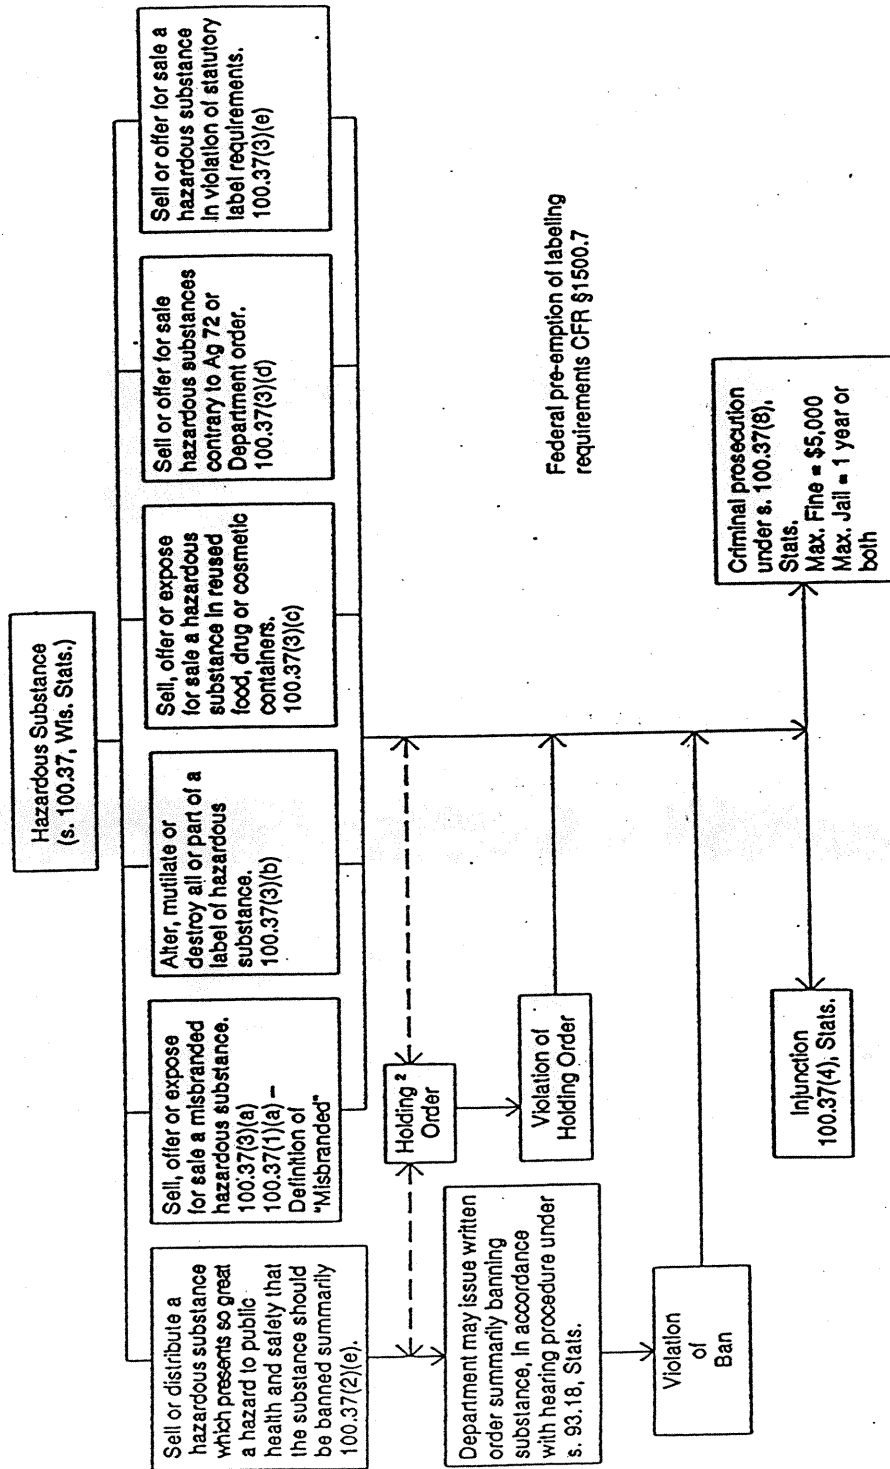 Hazardous Substance
(s. 100.37, Wis. Stats.)
Sell or distribute a
hazardous substance
which presents so great
a hazard to public
health and safety that
the substance should
be banned summarily
100.37(2)(e).
Sell, offer or expose
for sale a misbranded
hazardous substance.
100.37(3)(a)
100.37(1)(a) –
Definition of
"Misbranded"
Alter, mutilate or
destroy all or part of a
label of hazardous
substance.
100.37(3)(b)
Sell, offer or expose
for sale a hazardous
substance in reused
food, drug or cosmetic
containers.
100.37(3)(c)
Sell or offer for sale
hazardous substances
contrary to Ag 72 or
Department order.
100.37(3)(d)
Sell or offer for sale a
hazardous substance
in violation of statutory
label requirements.
100.37(3)(e)
Holding ²
Order
Department may issue written
order summarily banning
substance, in accordance
with hearing procedure under
s. 93.18, Stats.
Violation of
Holding Order
Federal pre-emption of labeling
requirements CFR §1500.7
Violation
of
Ban
Injunction
100.37(4), Stats.
Criminal prosecution
under s. 100.37(8),
Stats.
Max. Fine = $5,000
Max. Jail = 1 year or
both